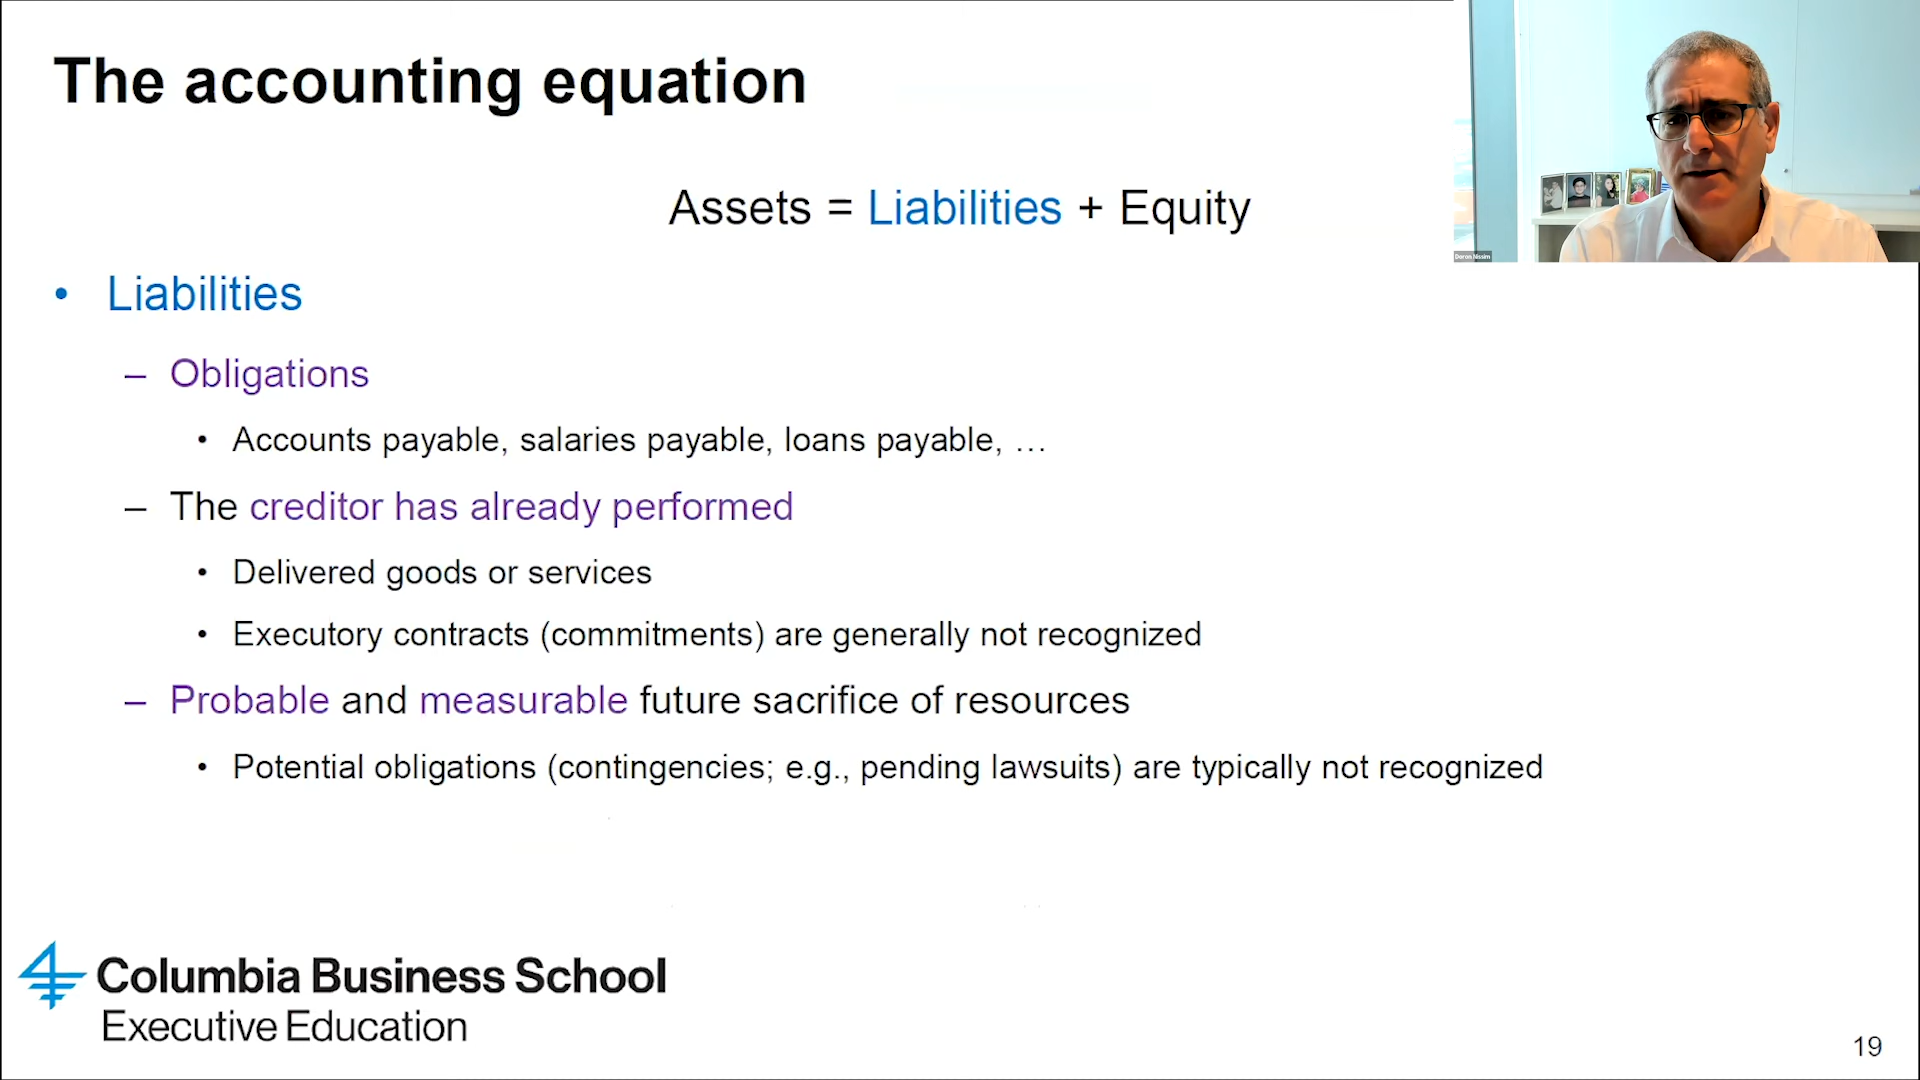 The accounting equation
Assets = Liabilities + Equity
• Liabilities
– Obligations
• Accounts payable, salaries payable, loans payable, …
– The creditor has already performed
• Delivered goods or services
• Executory contracts (commitments) are generally not recognized
– Probable and measurable future sacrifice of resources
• Potential obligations (contingencies; e.g., pending lawsuits) are typically not recognized
Doron Nissim
Columbia Business School
Executive Education
19